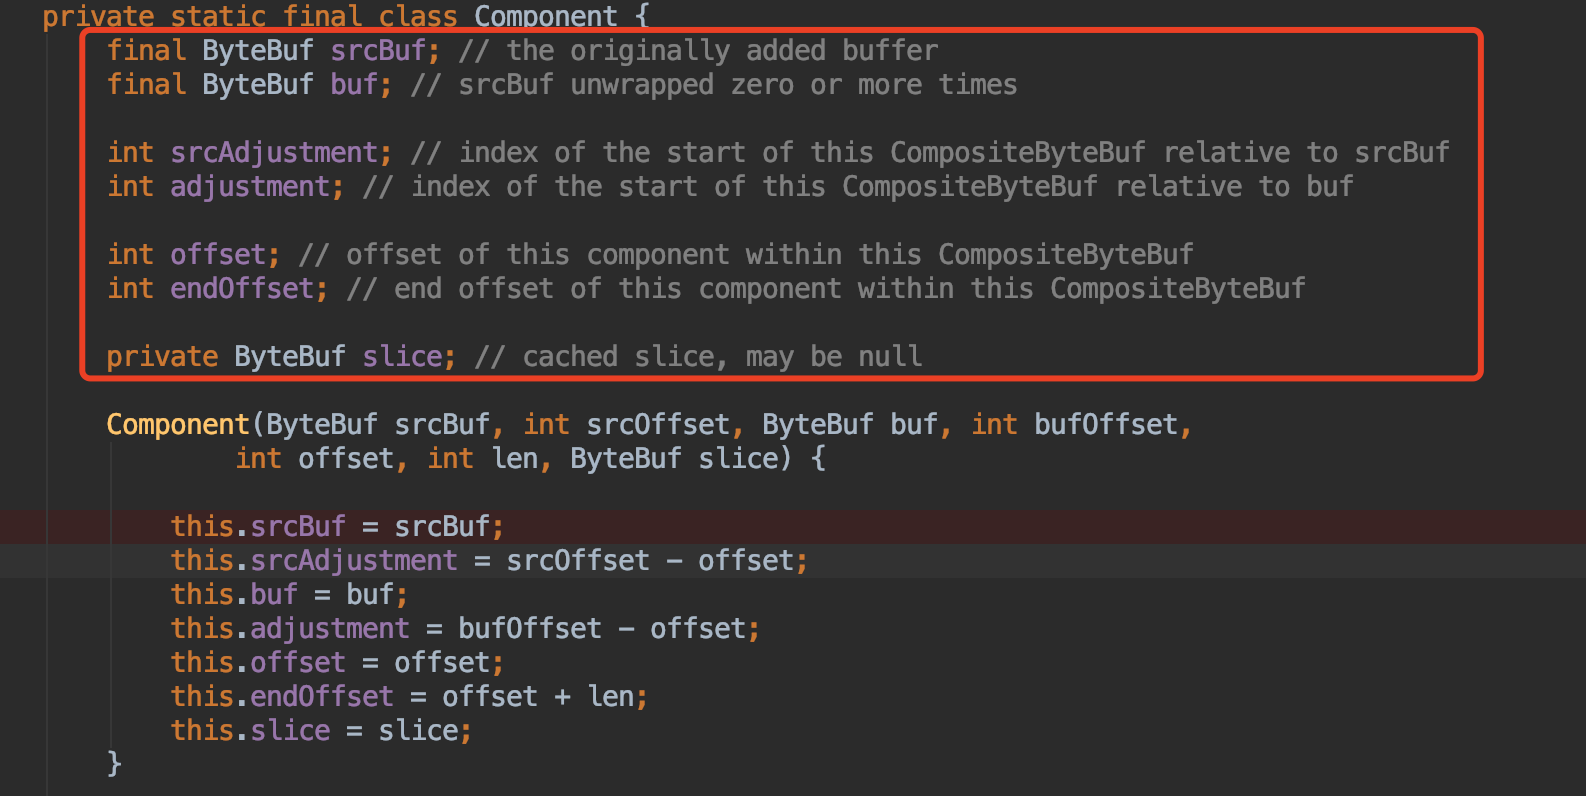 private static final class Component {
final ByteBuf srcBuf; // the originally added buffer
final ByteBuf buf; // srcBuf unwrapped zero or more times
int srcAdjustment; // index of the start of this CompositeByteBuf relative to srcBuf
int adjustment; // index of the start of this CompositeByteBuf relative to buf
int offset; // offset of this component within this CompositeByteBuf
int endOffset; // end offset of this component within this CompositeByteBuf
private ByteBuf slice; // cached slice, may be null
Component(ByteBuf srcBuf, int srcOffset, ByteBuf buf, int bufOffset,
int offset, int len, ByteBuf slice) {
this.srcBuf = srcBuf;
this.srcAdjustment = srcOffset - offset;
this.buf = buf;
this.adjustment = bufOffset - offset;
this.offset = offset;
this.endOffset = offset + len;
this.slice = slice;
}